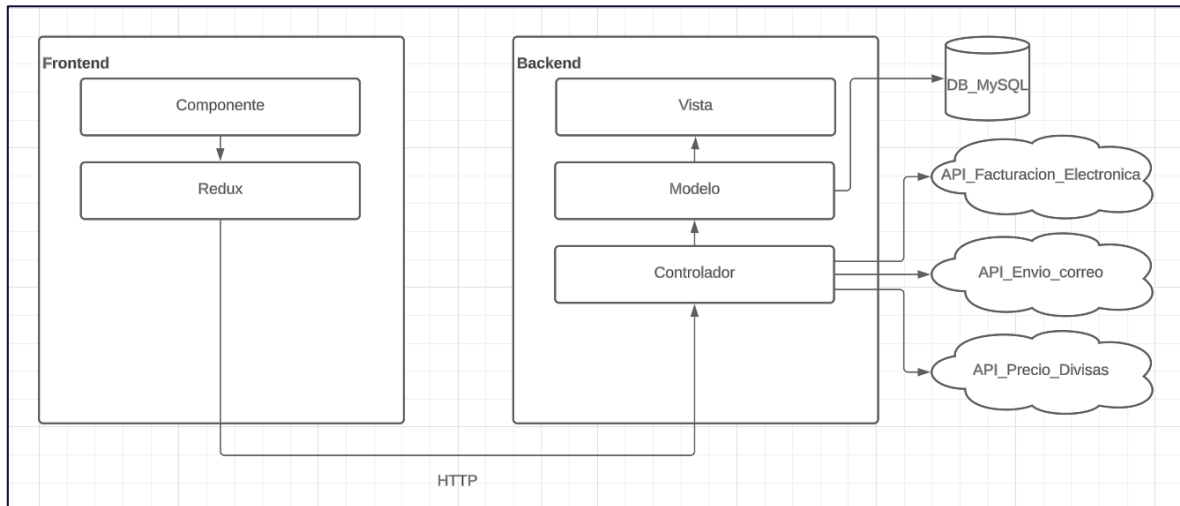 Frontend
Componente
Redux
Backend
Vista
Modelo
Controlador
DB_MySQL
API_Facturacion_Electronica
API_Envio_correo
API_Precio_Divisas
HTTP